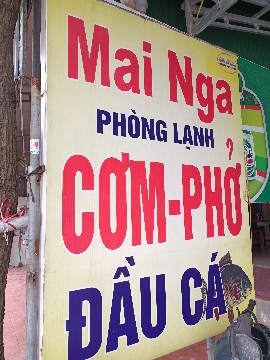 Mai Nga
PHÒNG LẠNH
CƠM-PHỞ
ĐẦU CÁ